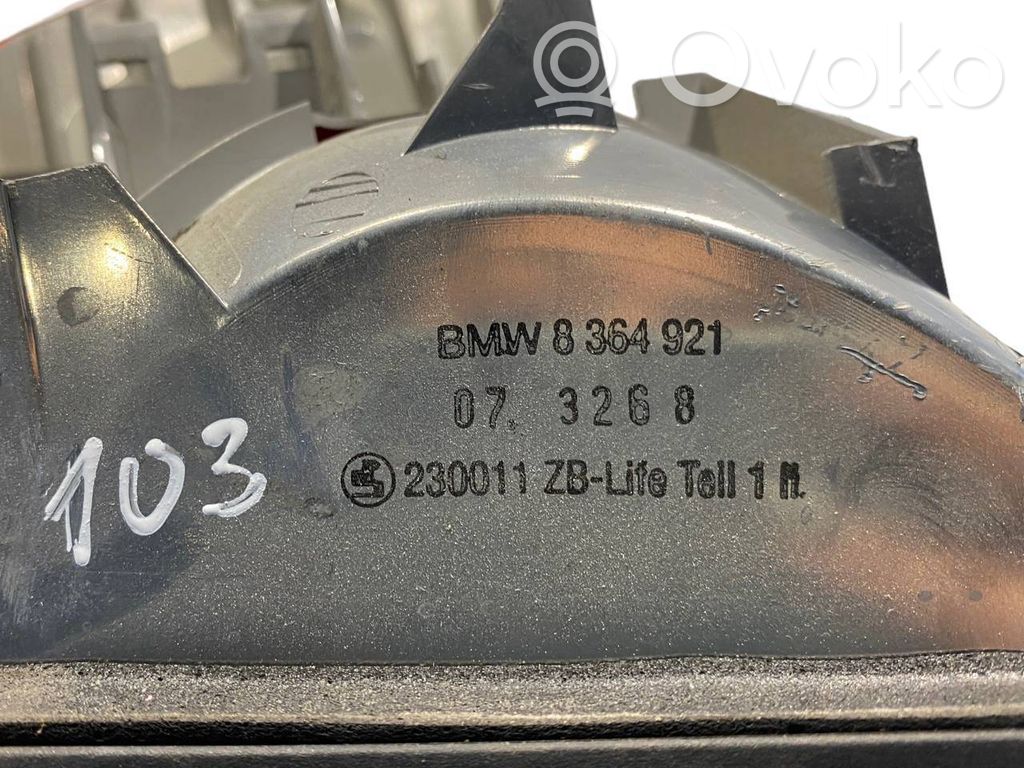 Ovoko
BMW 8 364 921
07. 3268
230011 ZB-Life Teil 1 M.
103